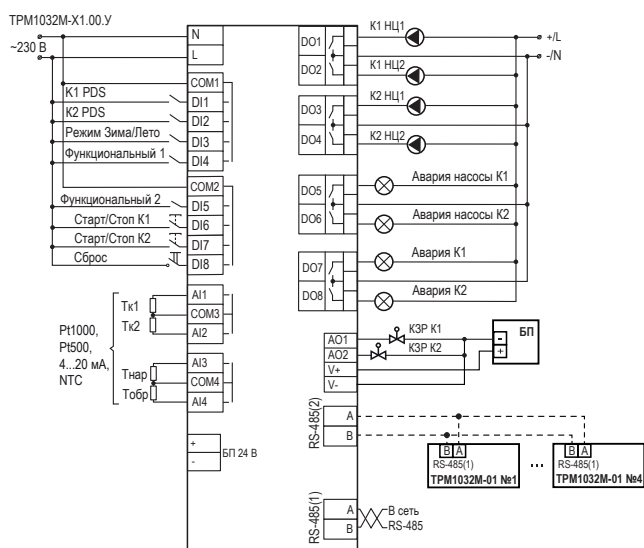 ТРМ1032М-Х1.00.У
~230 В
N
L
COM1
K1 PDS
DI1
K2 PDS
DI2
Режим Зима/Лето
DI3
Функциональный 1
DI4
COM2
Функциональный 2
DI5
Старт/Стоп К1
DI6
Старт/Стоп К2
DI7
Сброс
DI8
Pt1000,
Pt500,
4...20 мА,
NTC
Тк1
Тк2
AI1
COM3
AI2
Тнар
Тобр
AI3
COM4
AI4
+
-
БП 24 В
DO1
К1 НЦ1
+/L
-/N
DO2
К1 НЦ2
DO3
К2 НЦ1
DO4
К2 НЦ2
DO5
Авария насосы К1
DO6
Авария насосы К2
DO7
Авария К1
DO8
Авария К2
AO1
КЗР К1
AO2
КЗР К2
V+
V-
БП
-
+
RS-485(2)
A
B
B A
RS-485(1)
ТРМ1032М-01 №1
...
B A
RS-485(1)
ТРМ1032М-01 №4
RS-485(1)
A
B
В сеть
RS-485